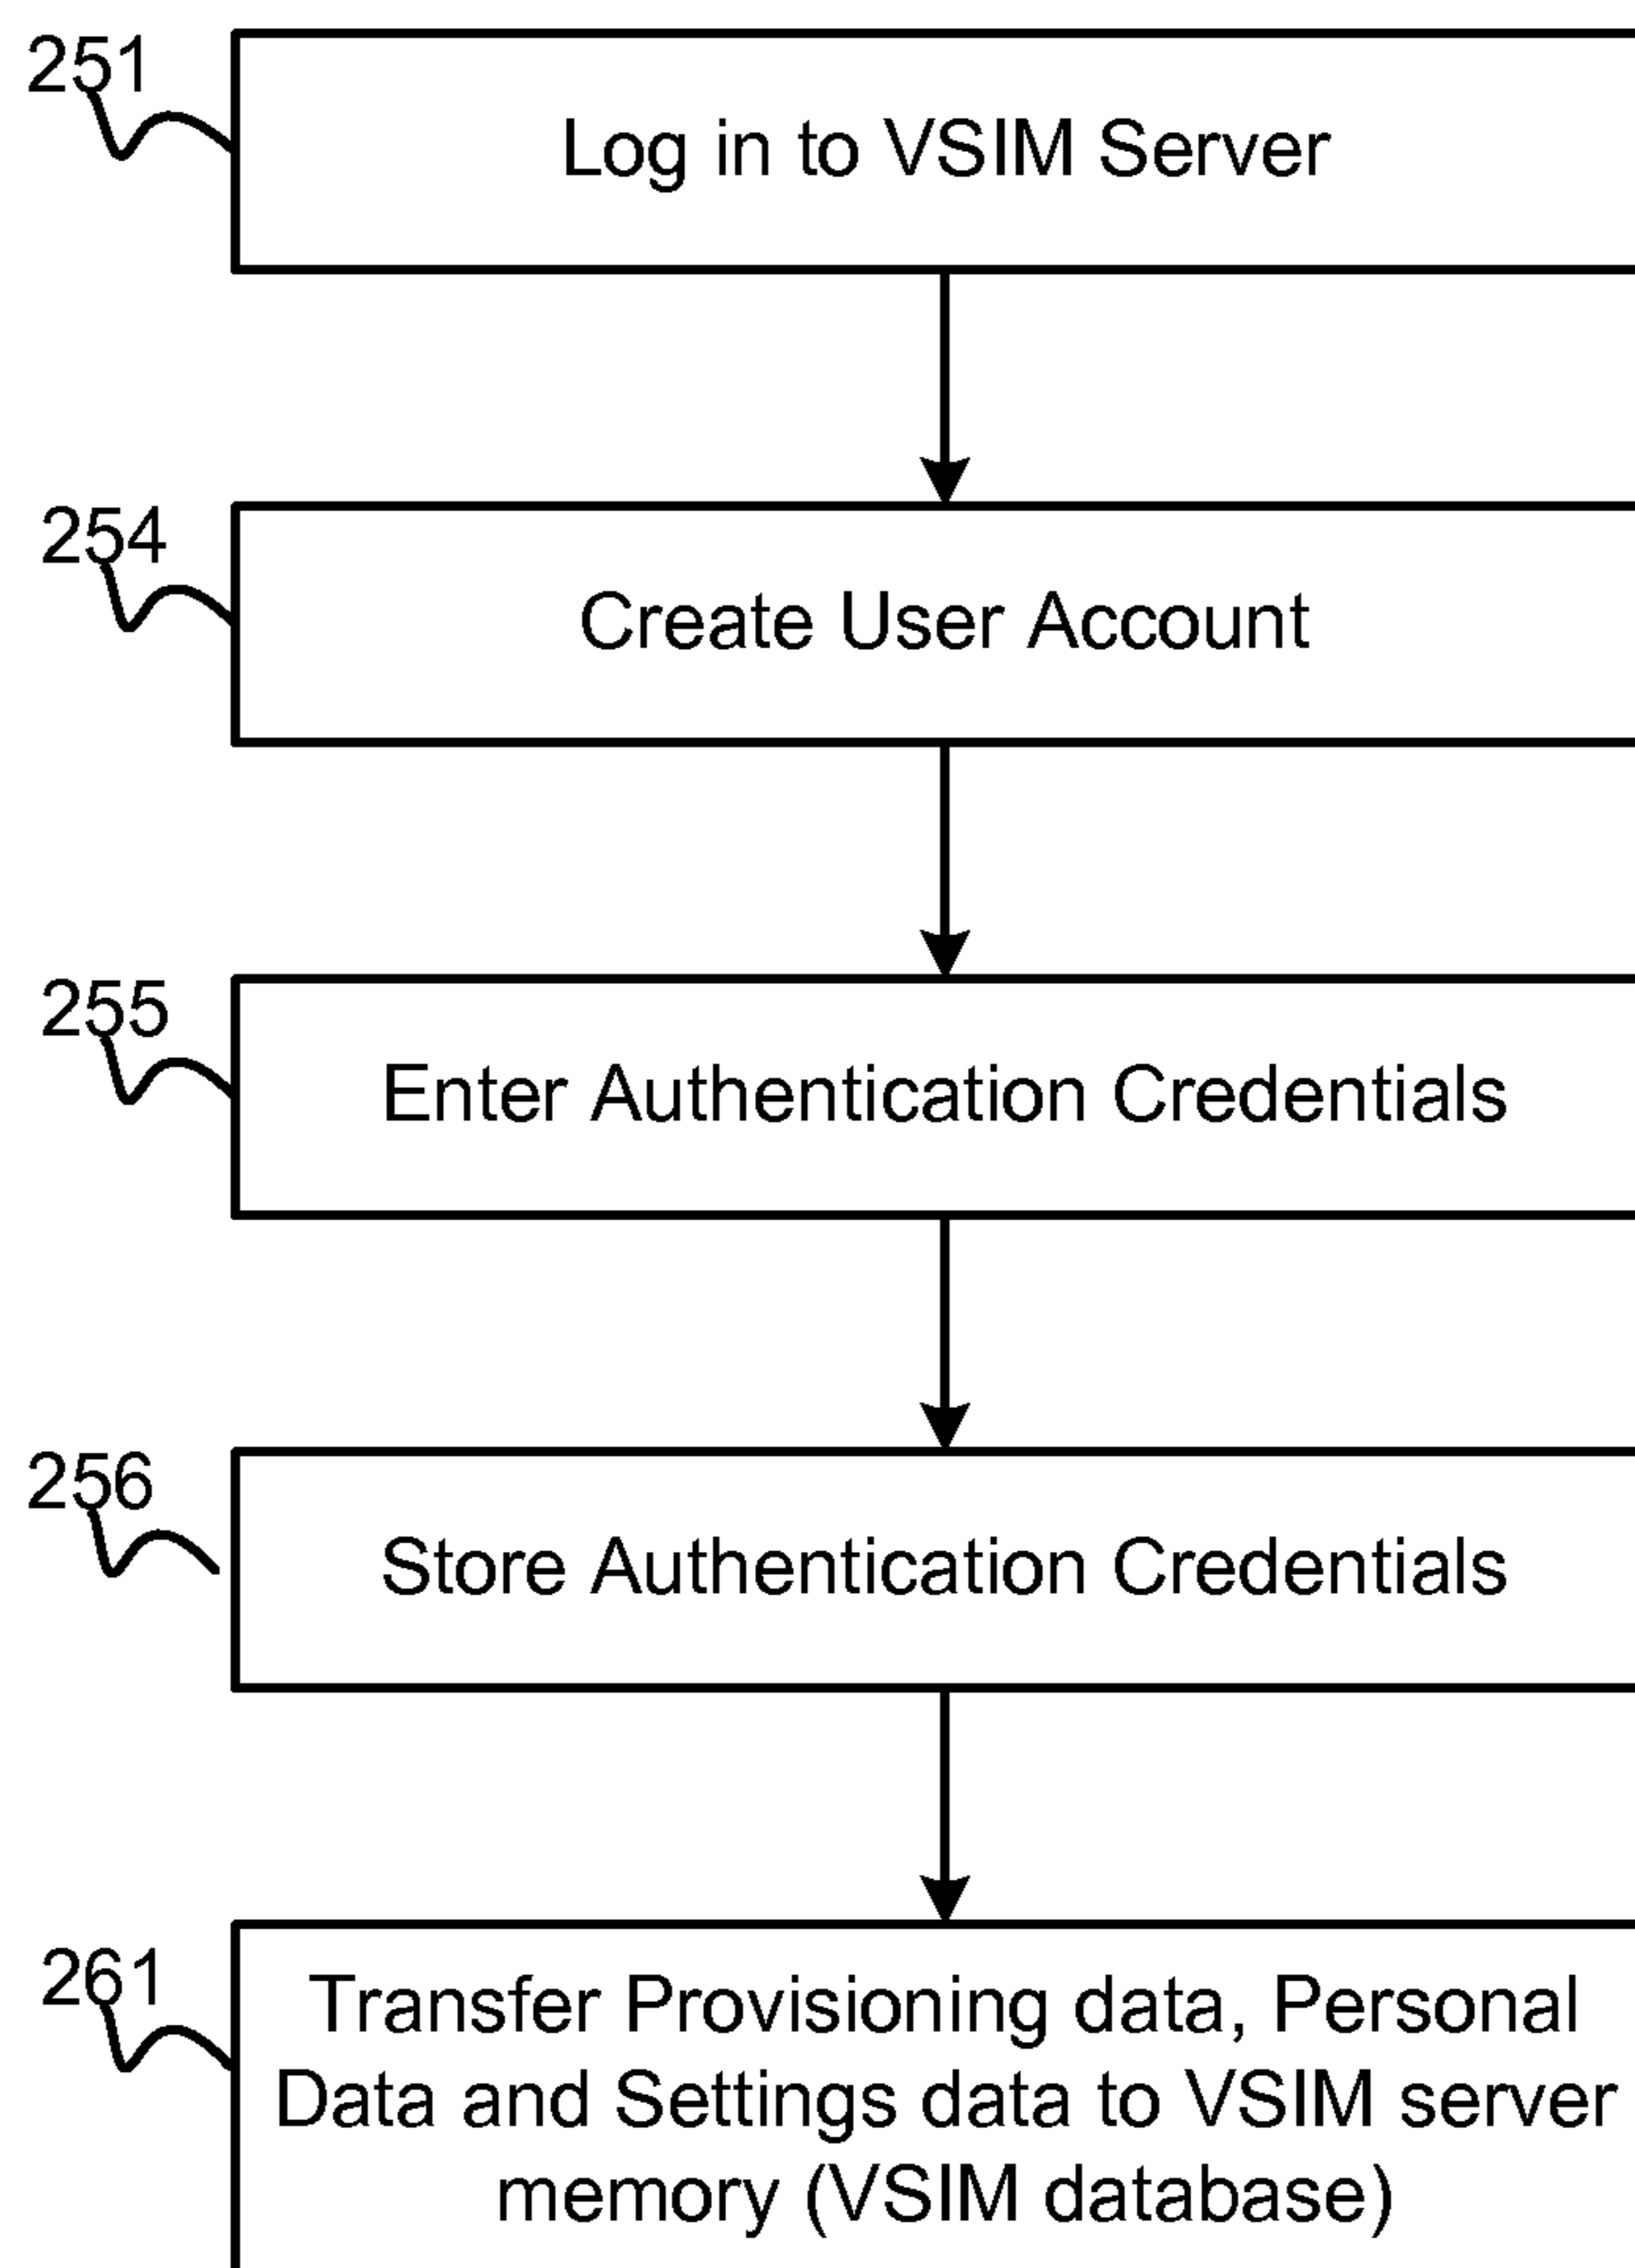 251
Log in to VSIM Server
254
Create User Account
255
Enter Authentication Credentials
256
Store Authentication Credentials
261
Transfer Provisioning data, Personal
Data and Settings data to VSIM server
memory (VSIM database)